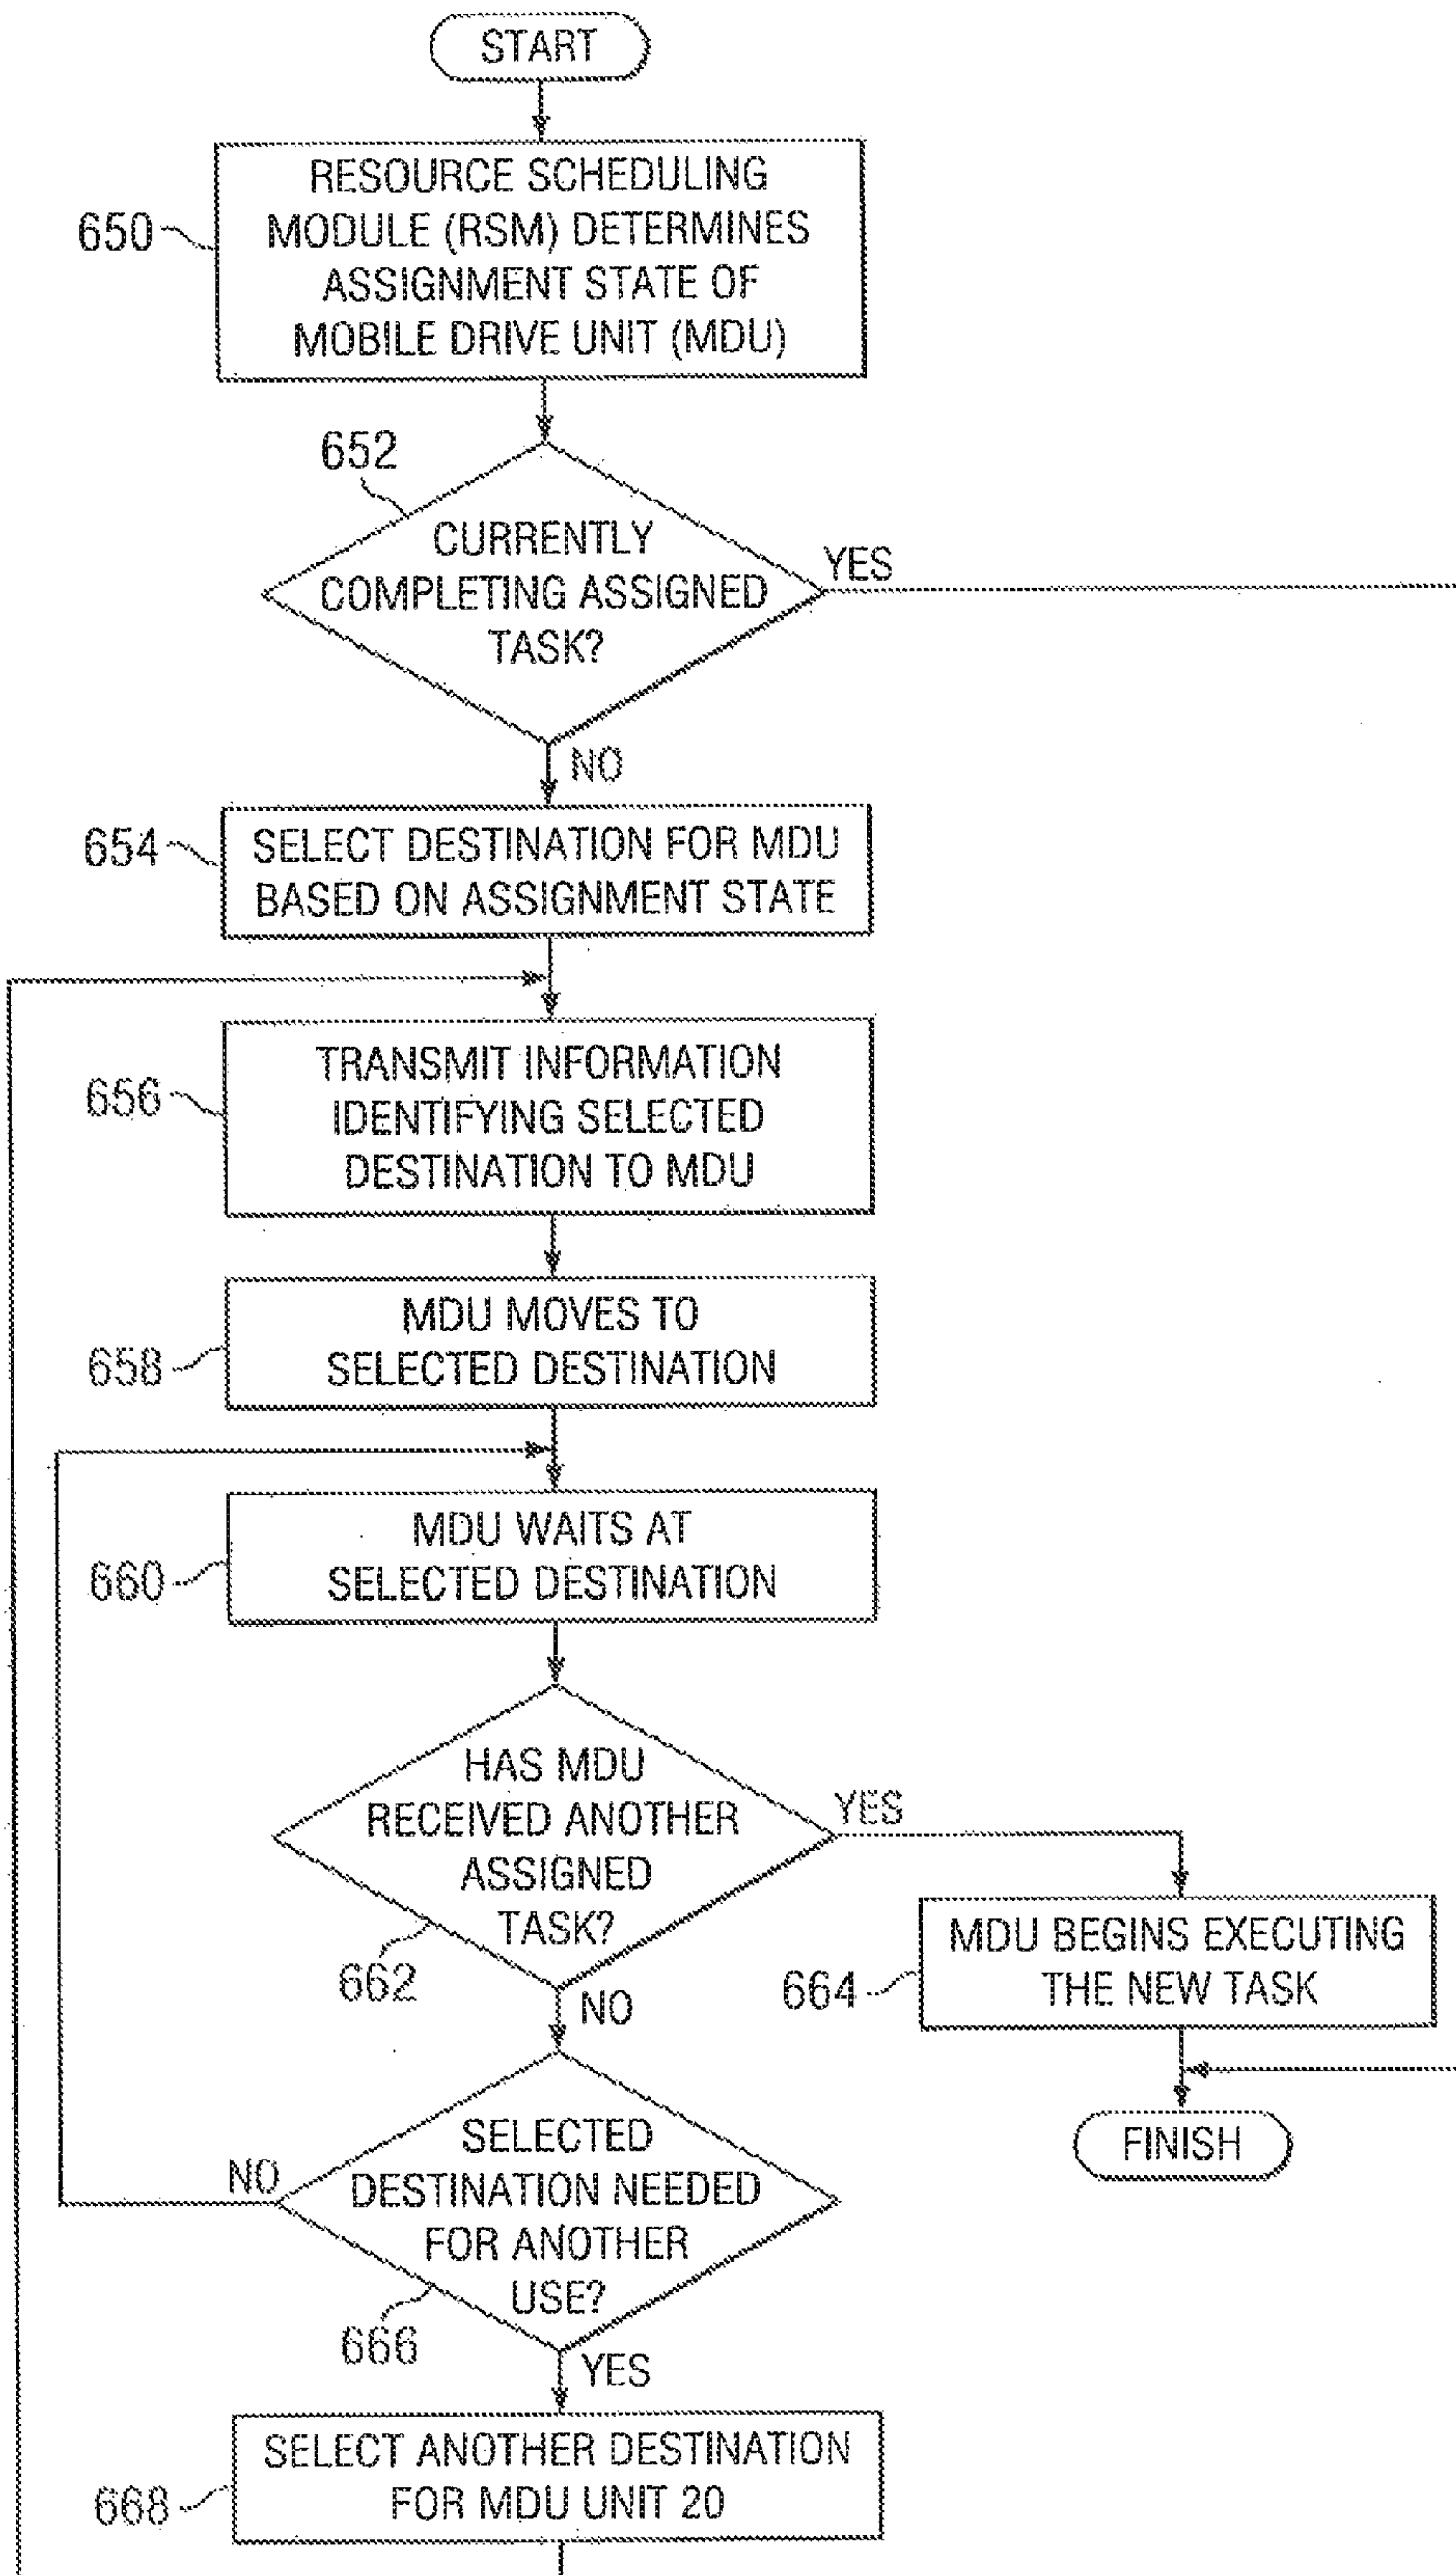 START
650
RESOURCE SCHEDULING
MODULE (RSM) DETERMINES
ASSIGNMENT STATE OF
MOBILE DRIVE UNIT (MDU)
652
CURRENTLY
COMPLETING ASSIGNED
TASK?
YES
NO
654
SELECT DESTINATION FOR MDU
BASED ON ASSIGNMENT STATE
656
TRANSMIT INFORMATION
IDENTIFYING SELECTED
DESTINATION TO MDU
658
MDU MOVES TO
SELECTED DESTINATION
660
MDU WAITS AT
SELECTED DESTINATION
HAS MDU
RECEIVED ANOTHER
ASSIGNED
TASK?
662
YES
NO
664
MDU BEGINS EXECUTING
THE NEW TASK
FINISH
SELECTED
DESTINATION NEEDED
FOR ANOTHER
USE?
666
NO
YES
668
SELECT ANOTHER DESTINATION
FOR MDU UNIT 20